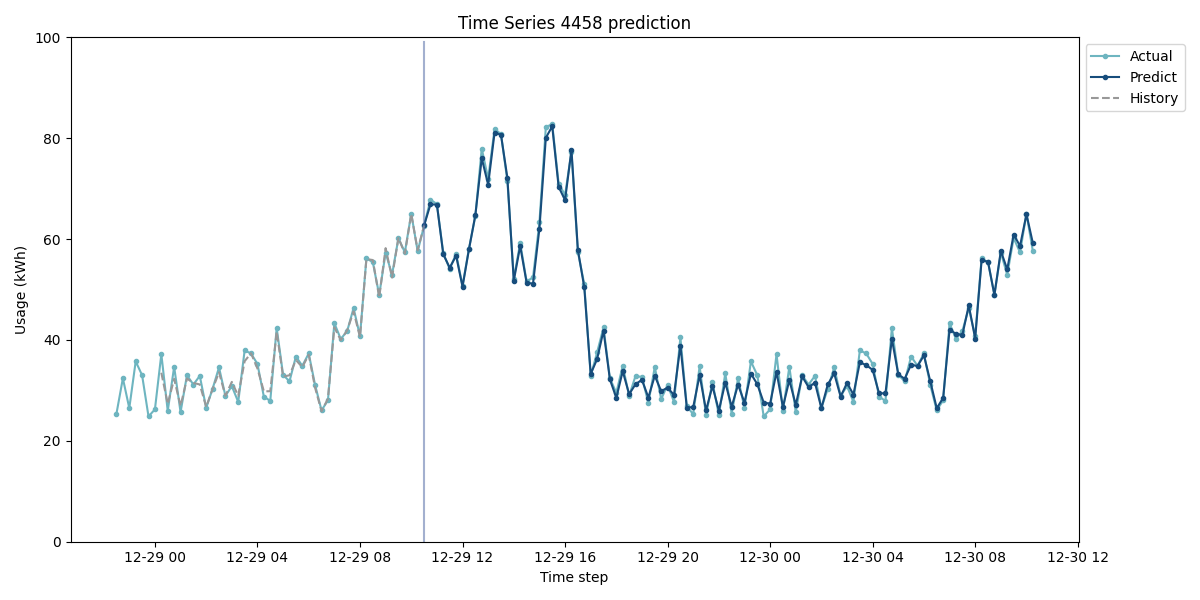 Time Series 4458 prediction
Actual
Predict
History
Usage (kWh)
100
80
60
40
20
0
12-29 00
12-29 04
12-29 08
12-29 12
12-29 16
12-29 20
12-30 00
12-30 04
12-30 08
12-30 12
Time step